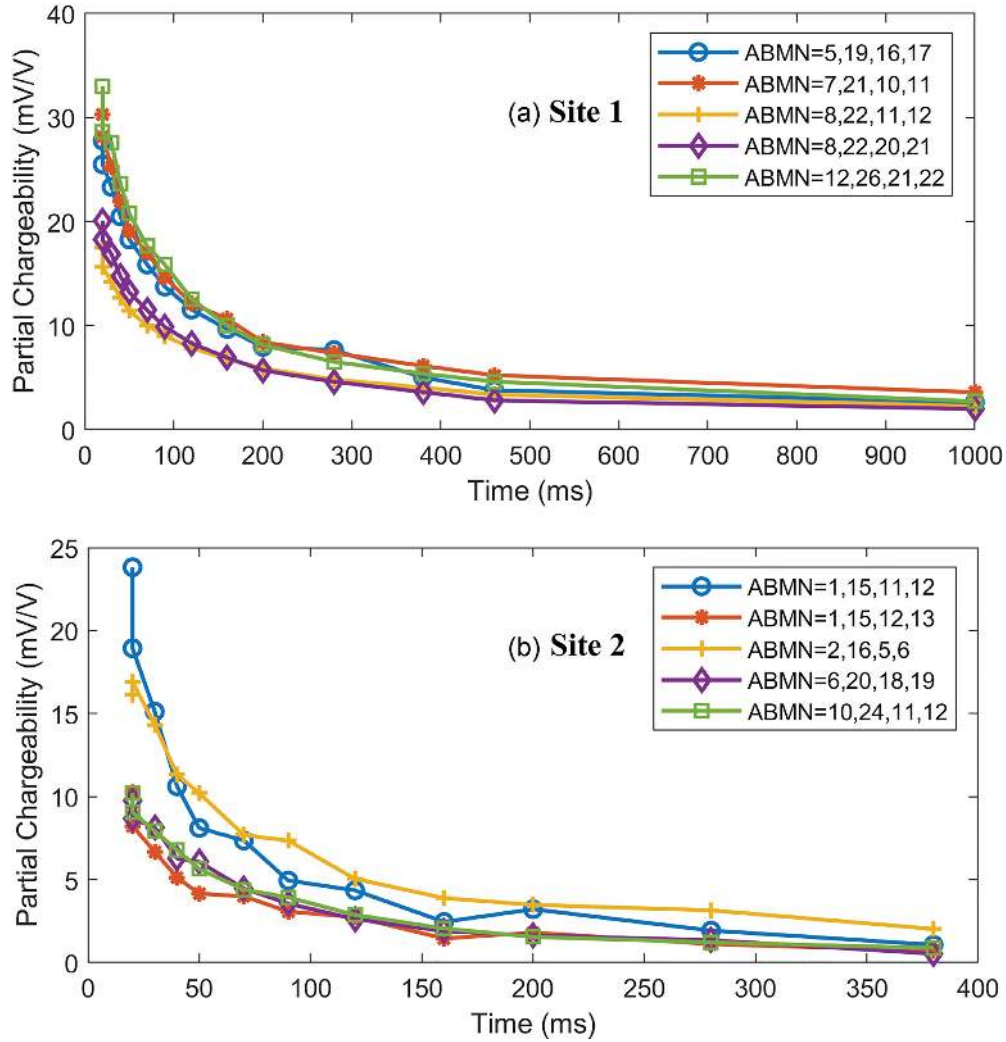 40
30
20
10
0
Partial Chargeability (mV/V)
(a) Site 1
ABMN=5,19,16,17
ABMN=7,21,10,11
ABMN=8,22,11,12
ABMN=8,22,20,21
ABMN=12,26,21,22
0 100 200 300 400 500 600 700 800 900 1000
Time (ms)
25
20
15
10
5
0
Partial Chargeability (mV/V)
(b) Site 2
ABMN=1,15,11,12
ABMN=1,15,12,13
ABMN=2,16,5,6
ABMN=6,20,18,19
ABMN=10,24,11,12
0 50 100 150 200 250 300 350 400
Time (ms)